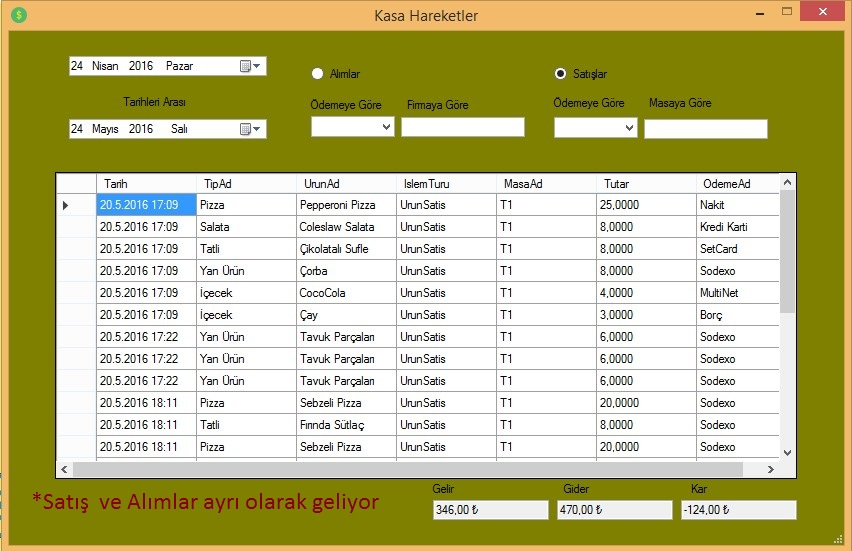 Kasa Hareketler
24 Nisan 2016 Pazar
Tarihleri Arası
24 Mayıs 2016 Salı
Alımlar
Satışlar
Ödemeye Göre Firmaya Göre
Ödemeye Göre Masaya Göre
Tarih TipAd UrunAd IslemTuru MasaAd Tutar OdemeAd
20.5.2016 17:09 Pizza Pepperoni Pizza UrunSatis T1 25,0000 Nakit
20.5.2016 17:09 Salata Coleslaw Salata UrunSatis T1 8,0000 Kredi Karti
20.5.2016 17:09 Tatli Çikolatalı Sufle UrunSatis T1 8,0000 SetCard
20.5.2016 17:09 Yan Ürün Çorba UrunSatis T1 8,0000 Sodexo
20.5.2016 17:09 İçecek CocoCola UrunSatis T1 4,0000 MultiNet
20.5.2016 17:09 İçecek Çay UrunSatis T1 3,0000 Borç
20.5.2016 17:22 Yan Ürün Tavuk Parçaları UrunSatis T1 6,0000 Sodexo
20.5.2016 17:22 Yan Ürün Tavuk Parçaları UrunSatis T1 6,0000 Sodexo
20.5.2016 17:22 Yan Ürün Tavuk Parçaları UrunSatis T1 6,0000 Sodexo
20.5.2016 18:11 Pizza Sebzeli Pizza UrunSatis T1 20,0000 Sodexo
20.5.2016 18:11 Tatli Fırında Sütlaç UrunSatis T1 8,0000 Sodexo
20.5.2016 18:11 Pizza Sebzeli Pizza UrunSatis T1 20,0000 Sodexo
*Satış ve Alımlar ayrı olarak geliyor
Gelir Gider Kar
346,00 ₺ 470,00 ₺ -124,00 ₺